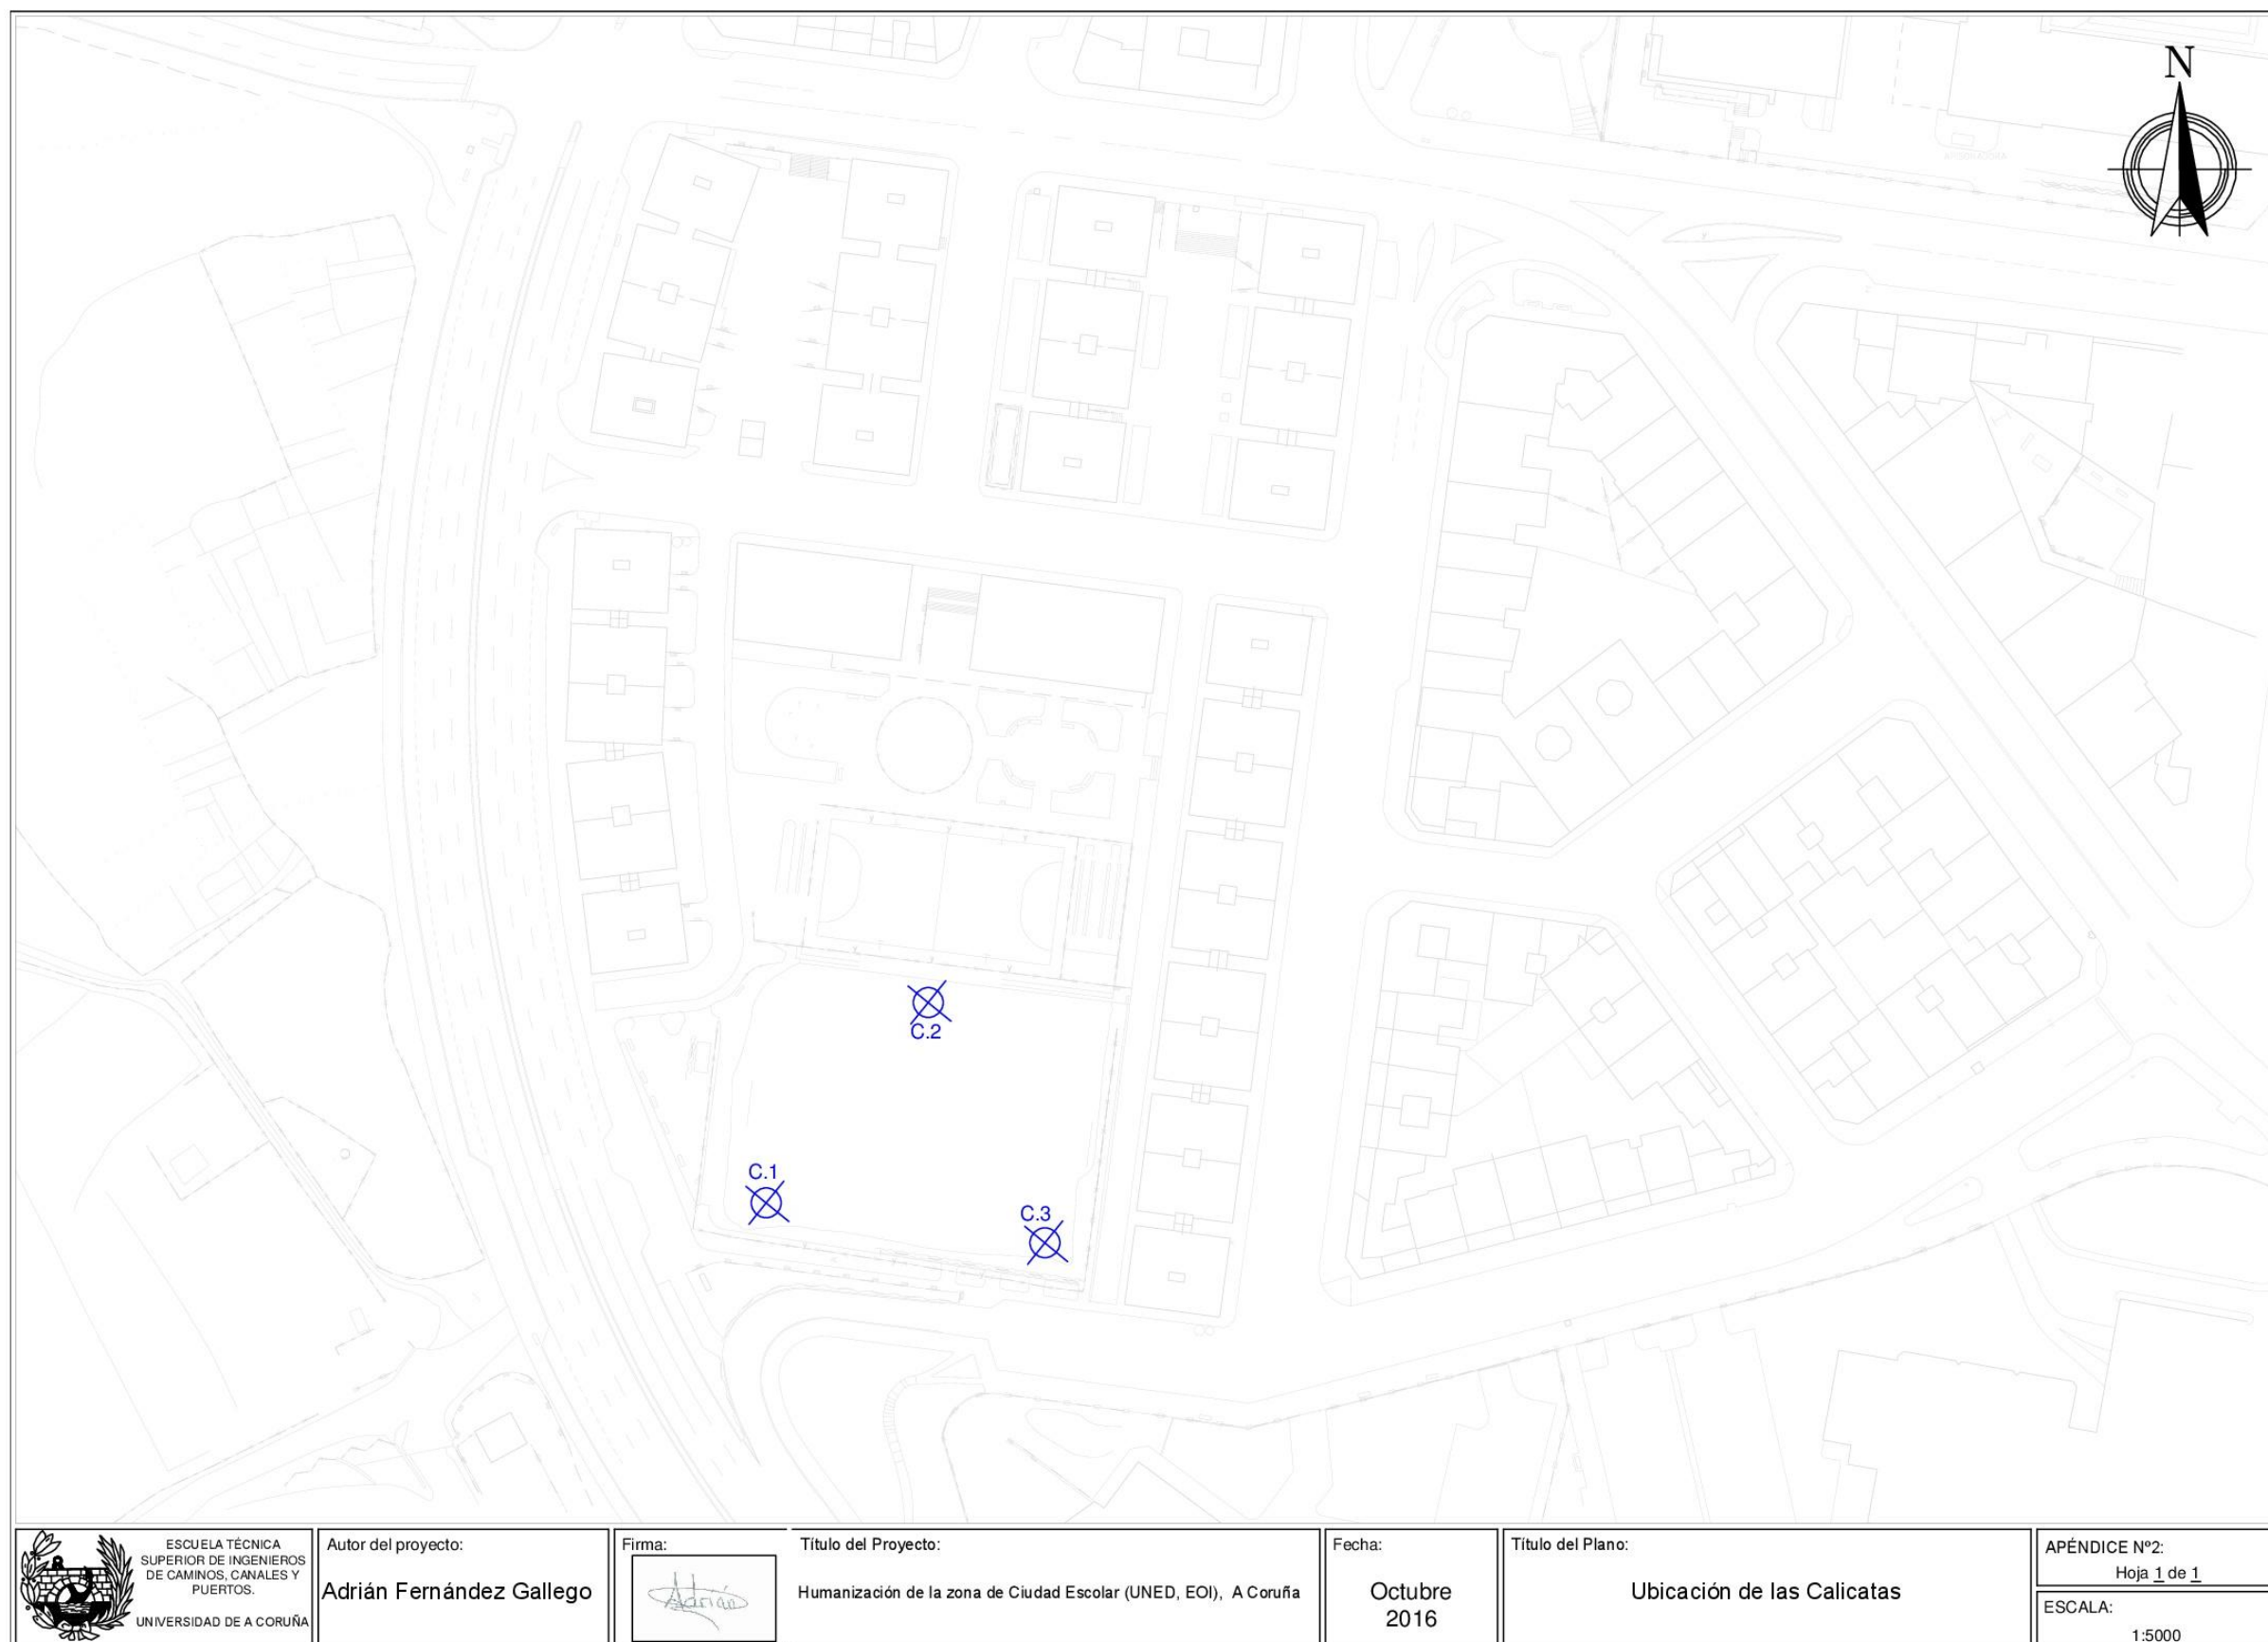 N
C.2
C.1
C.3
ESCUELA TÉCNICA
SUPERIOR DE INGENIEROS
DE CAMINOS, CANALES Y
PUERTOS.
UNIVERSIDAD DE A CORUÑA
Autor del proyecto:
Adrián Fernández Gallego
Firma:
Adrián
Título del Proyecto:
Humanización de la zona de Ciudad Escolar (UNED, EOI), A Coruña
Fecha:
Octubre
2016
Título del Plano:
Ubicación de las Calicatas
APÉNDICE Nº2:
Hoja 1 de 1
ESCALA:
1:5000